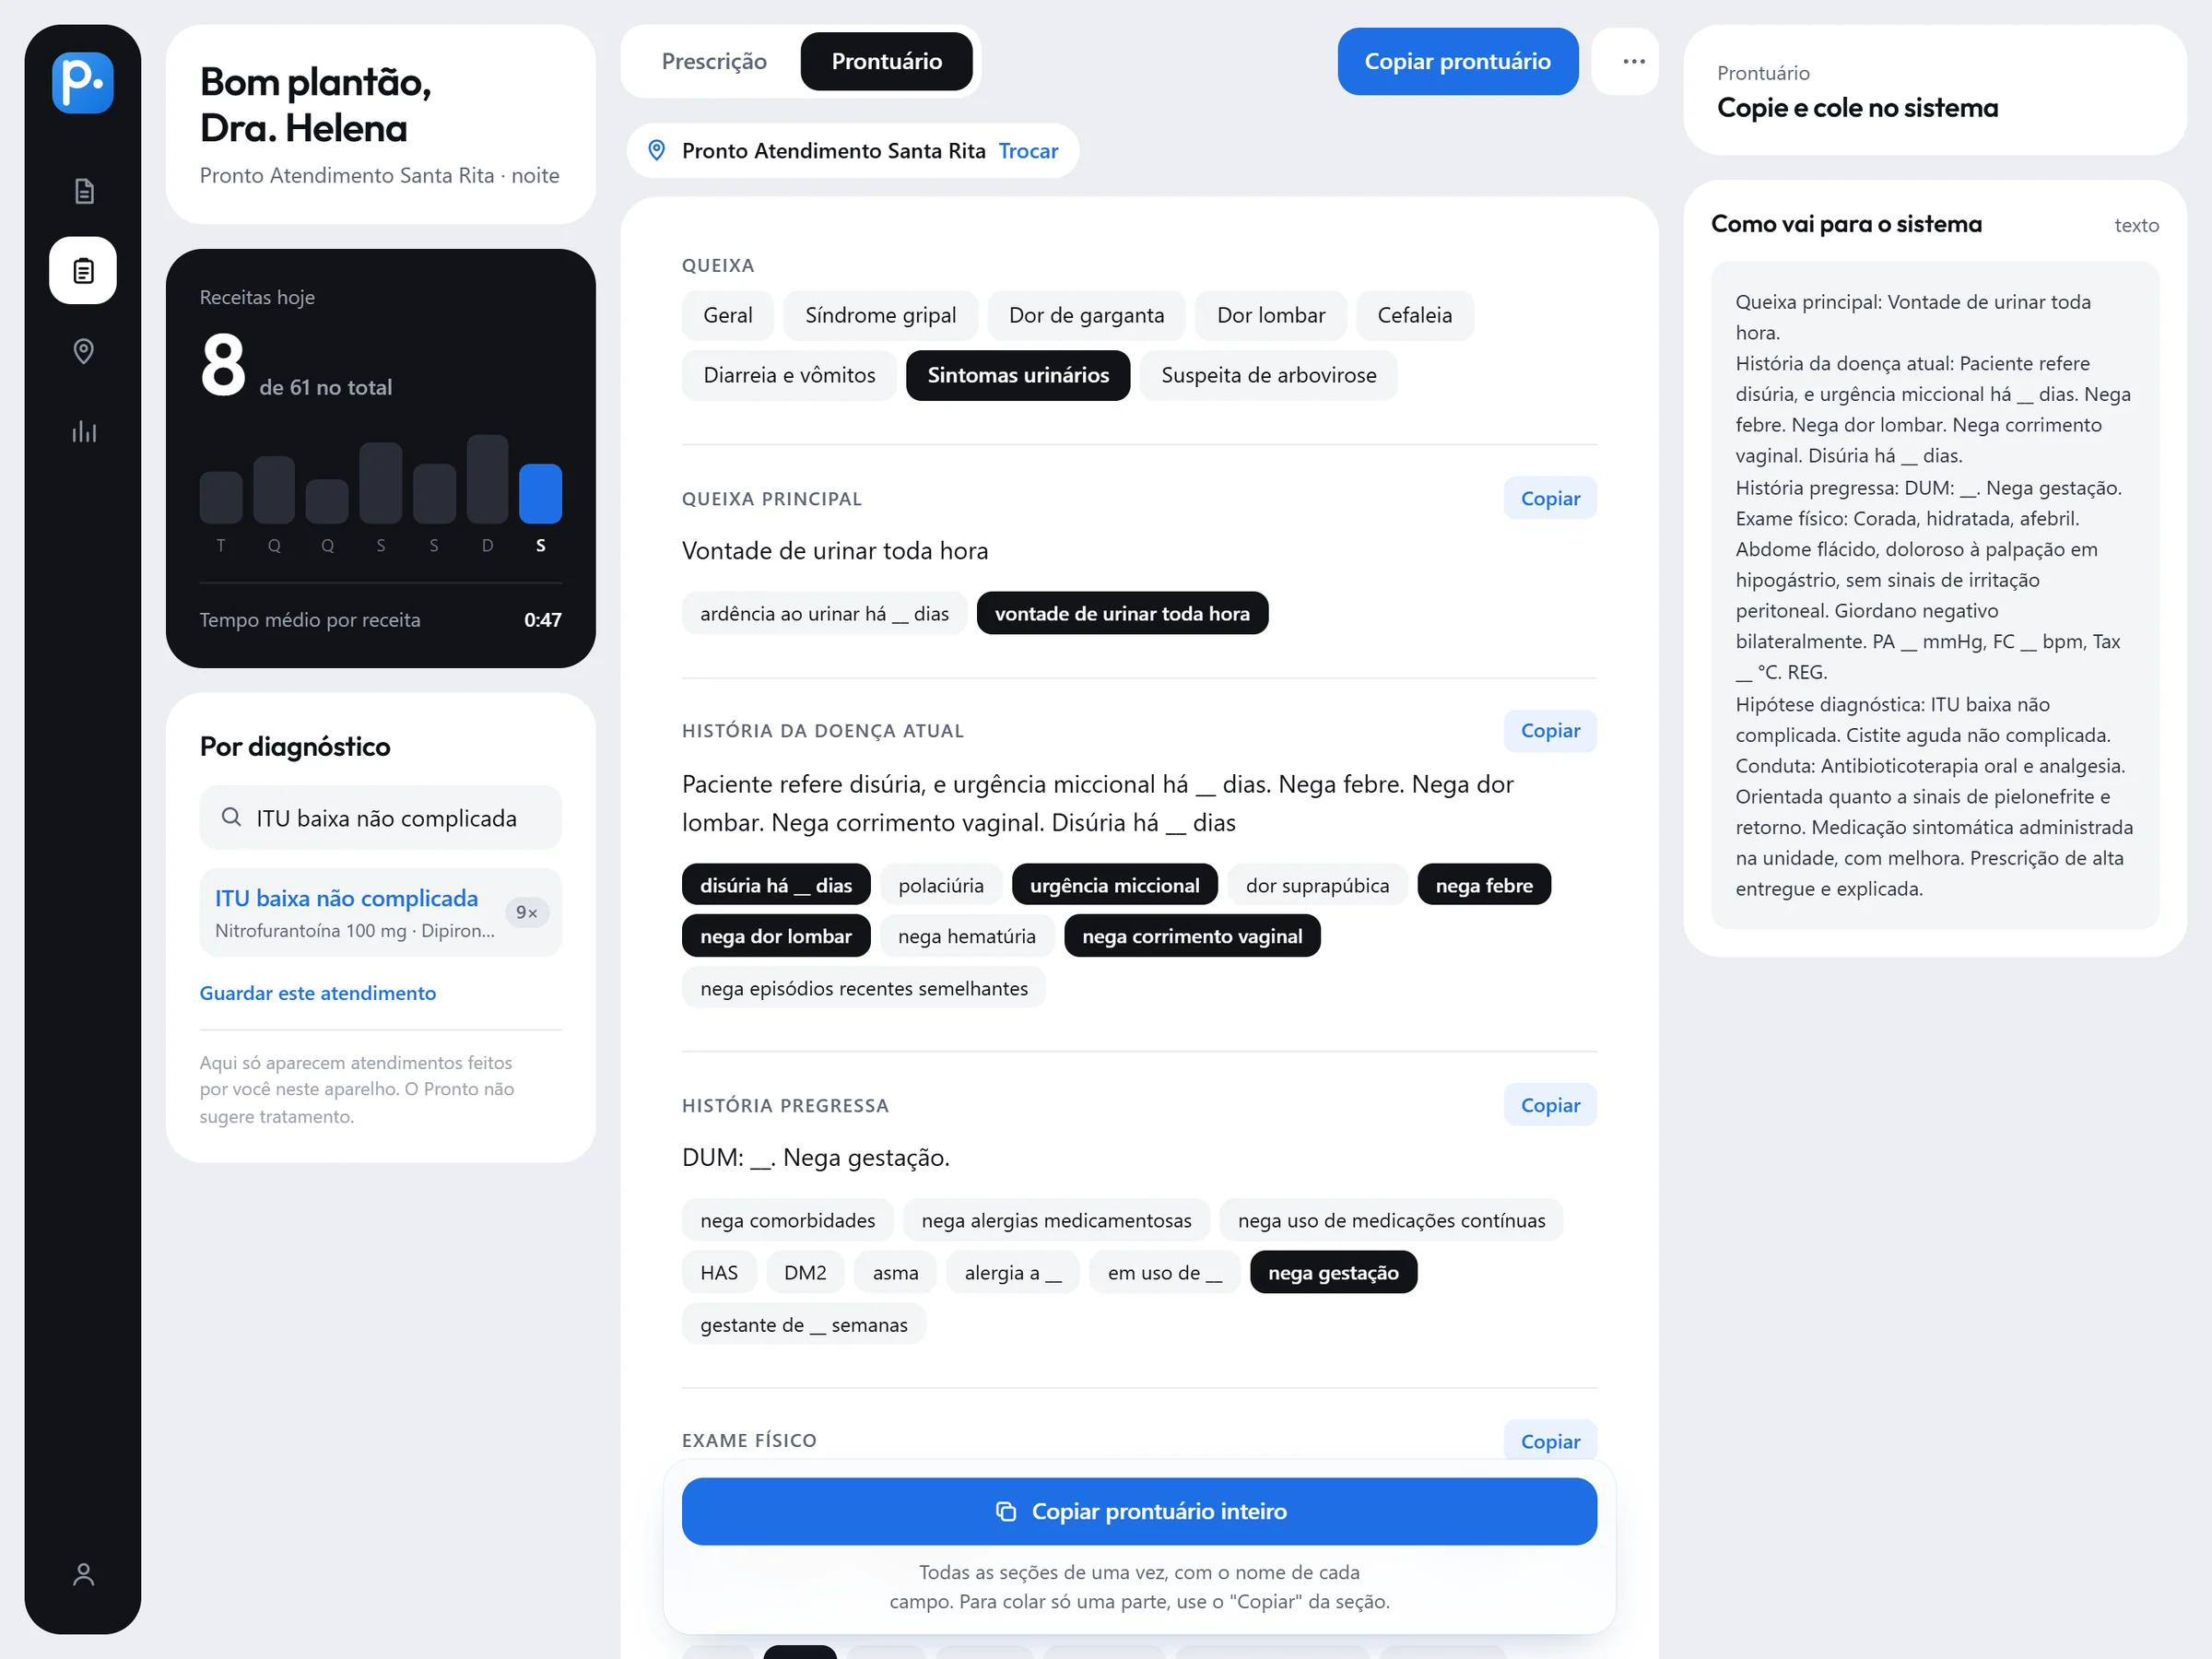 p.
Bom plantão,
Dra. Helena
Pronto Atendimento Santa Rita · noite
Receitas hoje
8 de 61 no total
T Q Q S S D S
Tempo médio por receita 0:47
Por diagnóstico
ITU baixa não complicada
ITU baixa não complicada
Nitrofurantoína 100 mg · Dipiron...
9×
Guardar este atendimento
Aqui só aparecem atendimentos feitos
por você neste aparelho. O Pronto não
sugere tratamento.
Prescrição Prontuário
Copiar prontuário ...
Pronto Atendimento Santa Rita Trocar
QUEIXA
Geral Síndrome gripal Dor de garganta Dor lombar Cefaleia
Diarreia e vômitos Sintomas urinários Suspeita de arbovirose
QUEIXA PRINCIPAL Copiar
Vontade de urinar toda hora
ardência ao urinar há __ dias vontade de urinar toda hora
HISTÓRIA DA DOENÇA ATUAL Copiar
Paciente refere disúria, e urgência miccional há __ dias. Nega febre. Nega dor
lombar. Nega corrimento vaginal. Disúria há __ dias
disúria há __ dias polaciúria urgência miccional dor suprapúbica nega febre
nega dor lombar nega hematúria nega corrimento vaginal
nega episódios recentes semelhantes
HISTÓRIA PREGRESSA Copiar
DUM: __. Nega gestação.
nega comorbidades nega alergias medicamentosas nega uso de medicações contínuas
HAS DM2 asma alergia a __ em uso de __ nega gestação
gestante de __ semanas
EXAME FÍSICO Copiar
Copiar prontuário inteiro
Todas as seções de uma vez, com o nome de cada
campo. Para colar só uma parte, use o "Copiar" da seção.
Prontuário
Copie e cole no sistema
Como vai para o sistema texto
Queixa principal: Vontade de urinar toda
hora.
História da doença atual: Paciente refere
disúria, e urgência miccional há __ dias. Nega
febre. Nega dor lombar. Nega corrimento
vaginal. Disúria há __ dias.
História pregressa: DUM: __. Nega gestação.
Exame físico: Corada, hidratada, afebril.
Abdome flácido, doloroso à palpação em
hipogástrio, sem sinais de irritação
peritoneal. Giordano negativo
bilateralmente. PA __ mmHg, FC __ bpm, Tax
__ °C. REG.
Hipótese diagnóstica: ITU baixa não
complicada. Cistite aguda não complicada.
Conduta: Antibioticoterapia oral e analgesia.
Orientada quanto a sinais de pielonefrite e
retorno. Medicação sintomática administrada
na unidade, com melhora. Prescrição de alta
entregue e explicada.